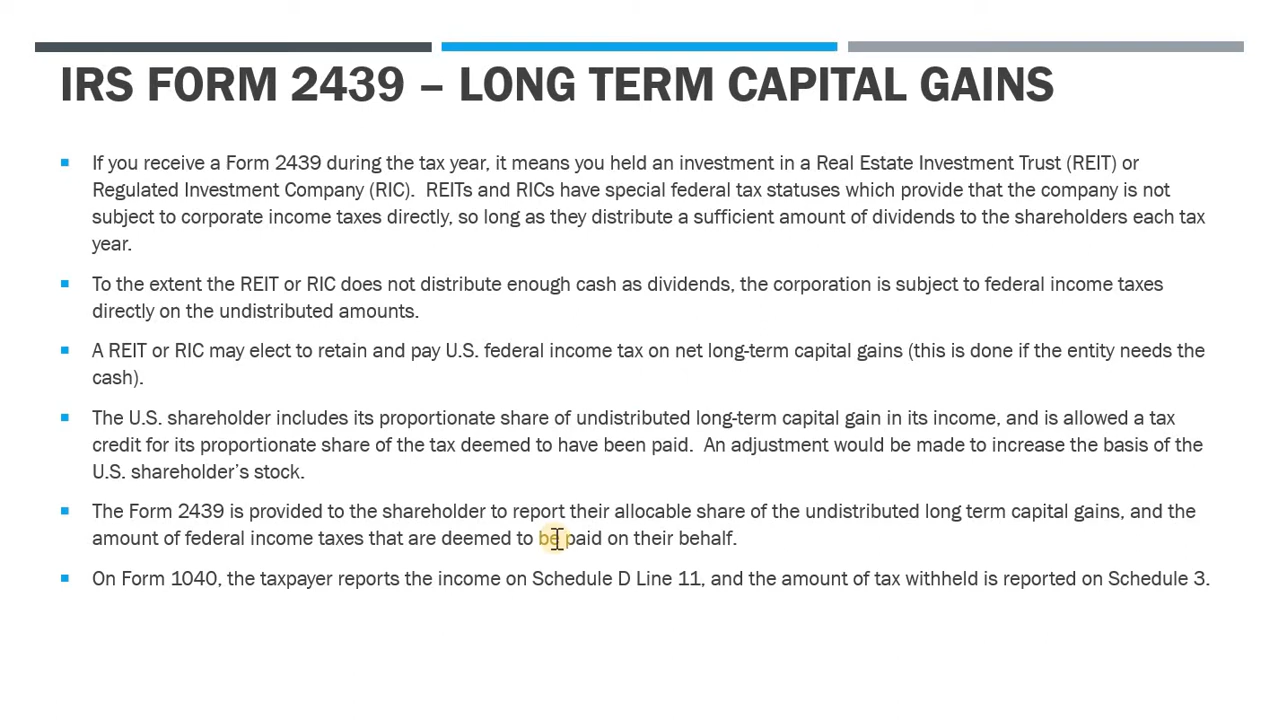 IRS FORM 2439 – LONG TERM CAPITAL GAINS
If you receive a Form 2439 during the tax year, it means you held an investment in a Real Estate Investment Trust (REIT) or
Regulated Investment Company (RIC).  REITs and RICs have special federal tax statuses which provide that the company is not
subject to corporate income taxes directly, so long as they distribute a sufficient amount of dividends to the shareholders each tax
year.
To the extent the REIT or RIC does not distribute enough cash as dividends, the corporation is subject to federal income taxes
directly on the undistributed amounts.
A REIT or RIC may elect to retain and pay U.S. federal income tax on net long-term capital gains (this is done if the entity needs the
cash).
The U.S. shareholder includes its proportionate share of undistributed long-term capital gain in its income, and is allowed a tax
credit for its proportionate share of the tax deemed to have been paid.  An adjustment would be made to increase the basis of the
U.S. shareholder's stock.
The Form 2439 is provided to the shareholder to report their allocable share of the undistributed long term capital gains, and the
amount of federal income taxes that are deemed to be paid on their behalf.
On Form 1040, the taxpayer reports the income on Schedule D Line 11, and the amount of tax withheld is reported on Schedule 3.